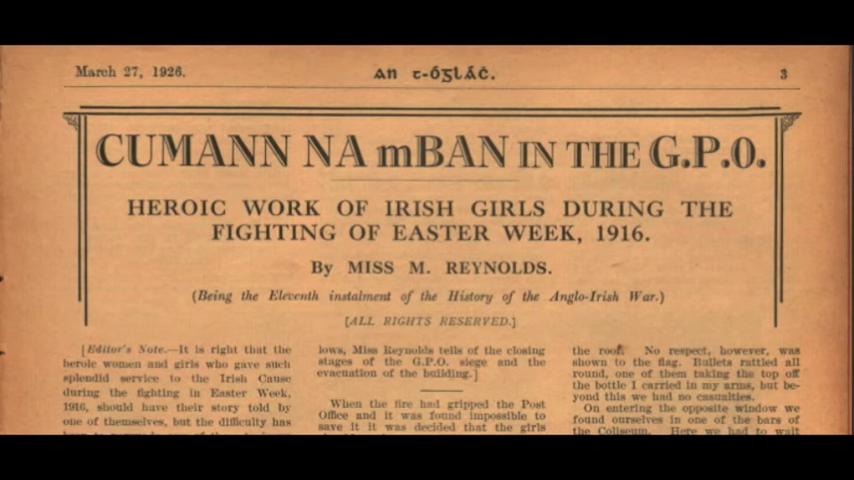 March 27, 1926.
An t-Ógláċ.
3
CUMANN NA mBAN IN THE G.P.O.
HEROIC WORK OF IRISH GIRLS DURING THE
FIGHTING OF EASTER WEEK, 1916.
By MISS M. REYNOLDS.
(Being the Eleventh instalment of the History of the Anglo-Irish War.)
[ALL RIGHTS RESERVED.]
[Editor's Note.—It is right that the
heroic women and girls who gave such
splendid service to the Irish Cause
during the fighting in Easter Week,
1916, should have their story told by
one of themselves, but the difficulty has
lows, Miss Reynolds tells of the closing
stages of the G.P.O. siege and the
evacuation of the building.]
When the fire had gripped the Post
Office and it was found impossible to
save it it was decided that the girls
the roof. No respect, however, was
shown to the flag. Bullets rattled all
round, one of them taking the top off
the bottle I carried in my arms, but be-
yond this we had no casualties.
On entering the opposite window we
found ourselves in one of the bars of
the Coliseum. Here we had to wait